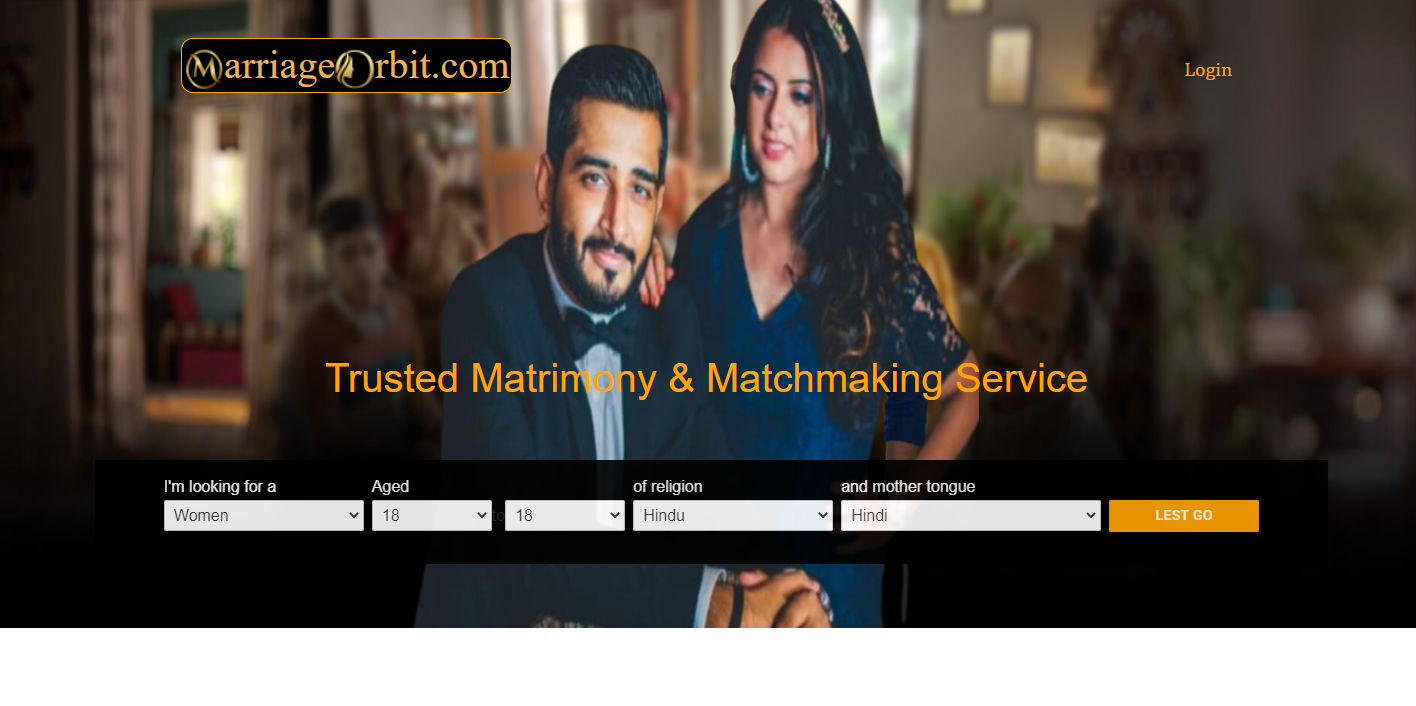 MarriageOrbit.com
Login
Trusted Matrimony & Matchmaking Service
I'm looking for a Aged of religion and mother tongue
Women 18 to 18 Hindu Hindi LEST GO